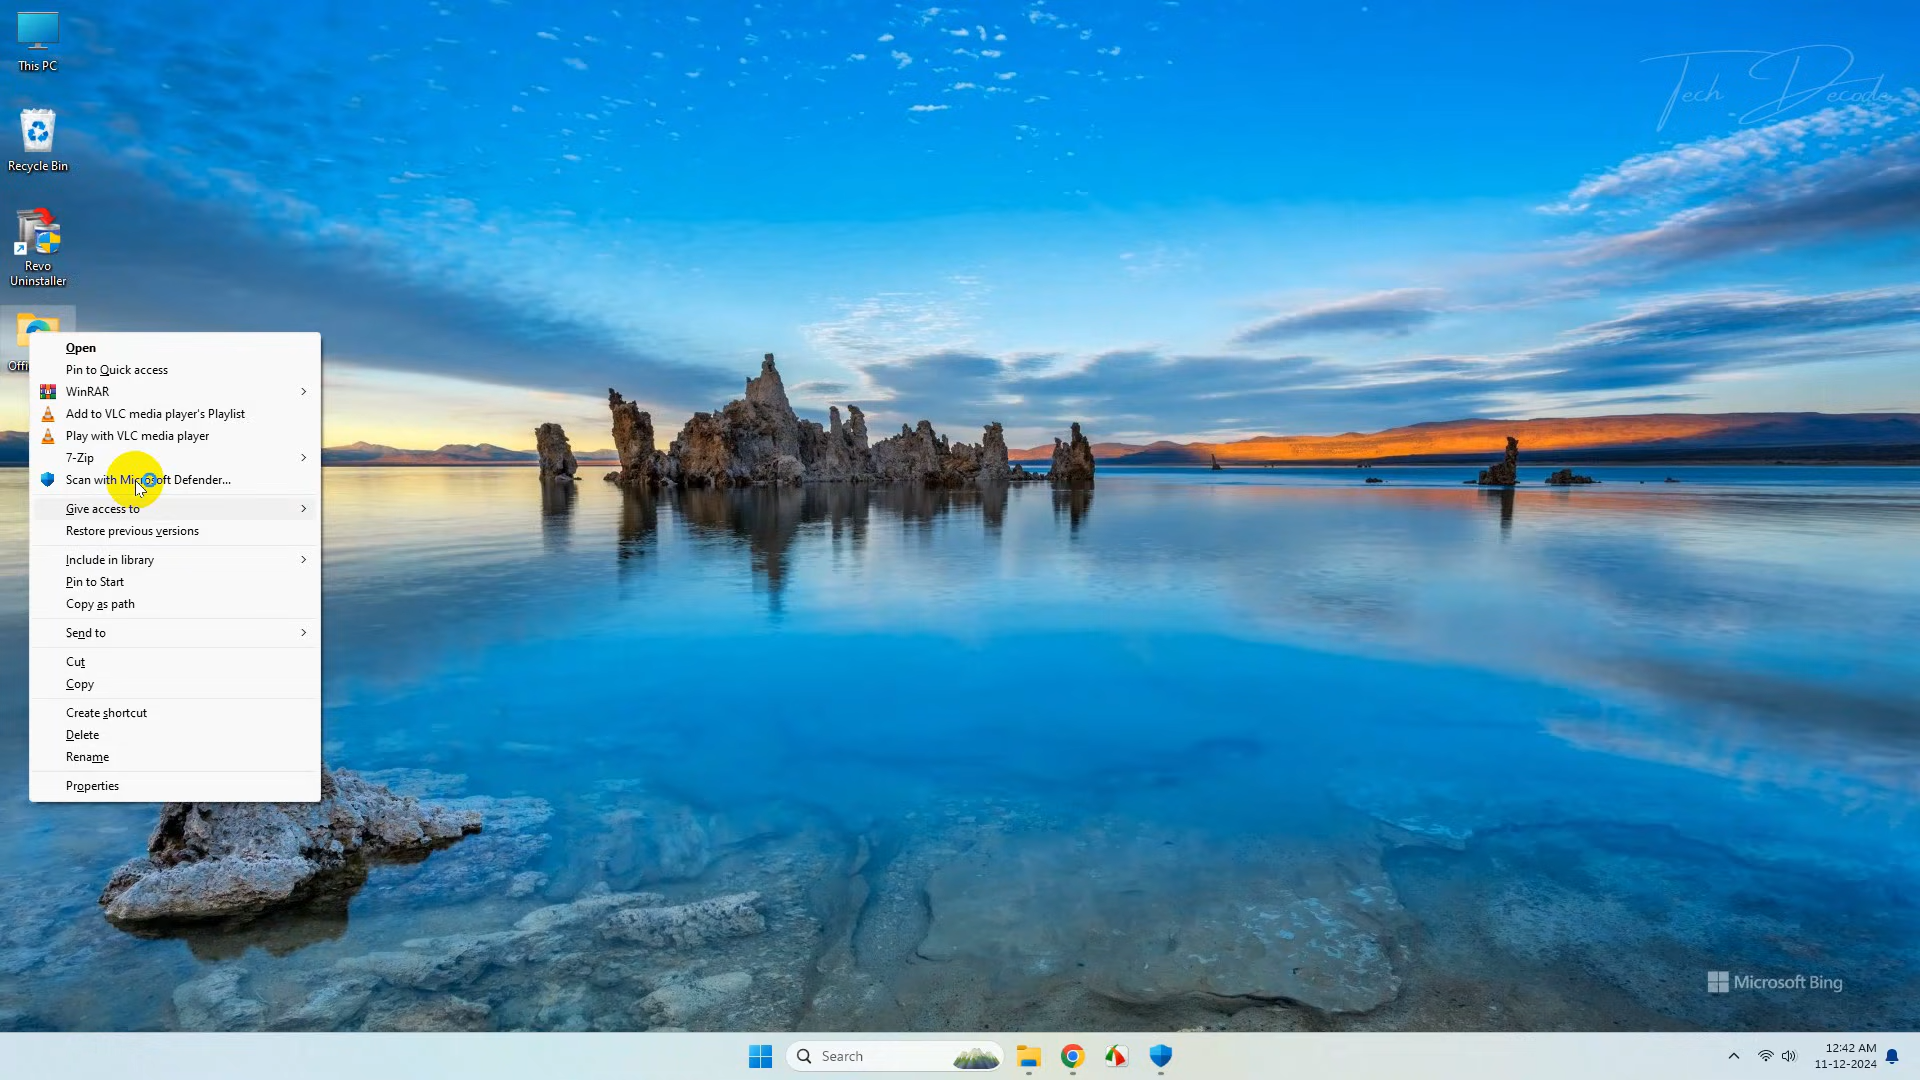 This PC
Recycle Bin
Revo
Uninstaller
Tech Decode
Open
Pin to Quick access
WinRAR
Add to VLC media player's Playlist
Play with VLC media player
7-Zip
Scan with Microsoft Defender...
Give access to
Restore previous versions
Include in library
Pin to Start
Copy as path
Send to
Cut
Copy
Create shortcut
Delete
Rename
Properties
Microsoft Bing
Search
12:42 AM
11-12-2024